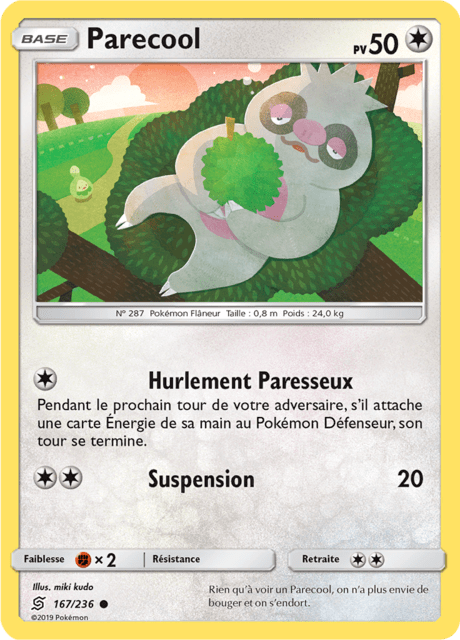 BASE Parecool PV 50
N° 287 Pokémon Flâneur Taille : 0,8 m Poids : 24,0 kg
Hurlement Paresseux
Pendant le prochain tour de votre adversaire, s'il attache
une carte Énergie de sa main au Pokémon Défenseur, son
tour se termine.
Suspension 20
Faiblesse × 2 Résistance Retraite
Illus. miki kudo
167/236
©2019 Pokémon
Rien qu'à voir un Parecool, on n'a plus envie de
bouger et on s'endort.